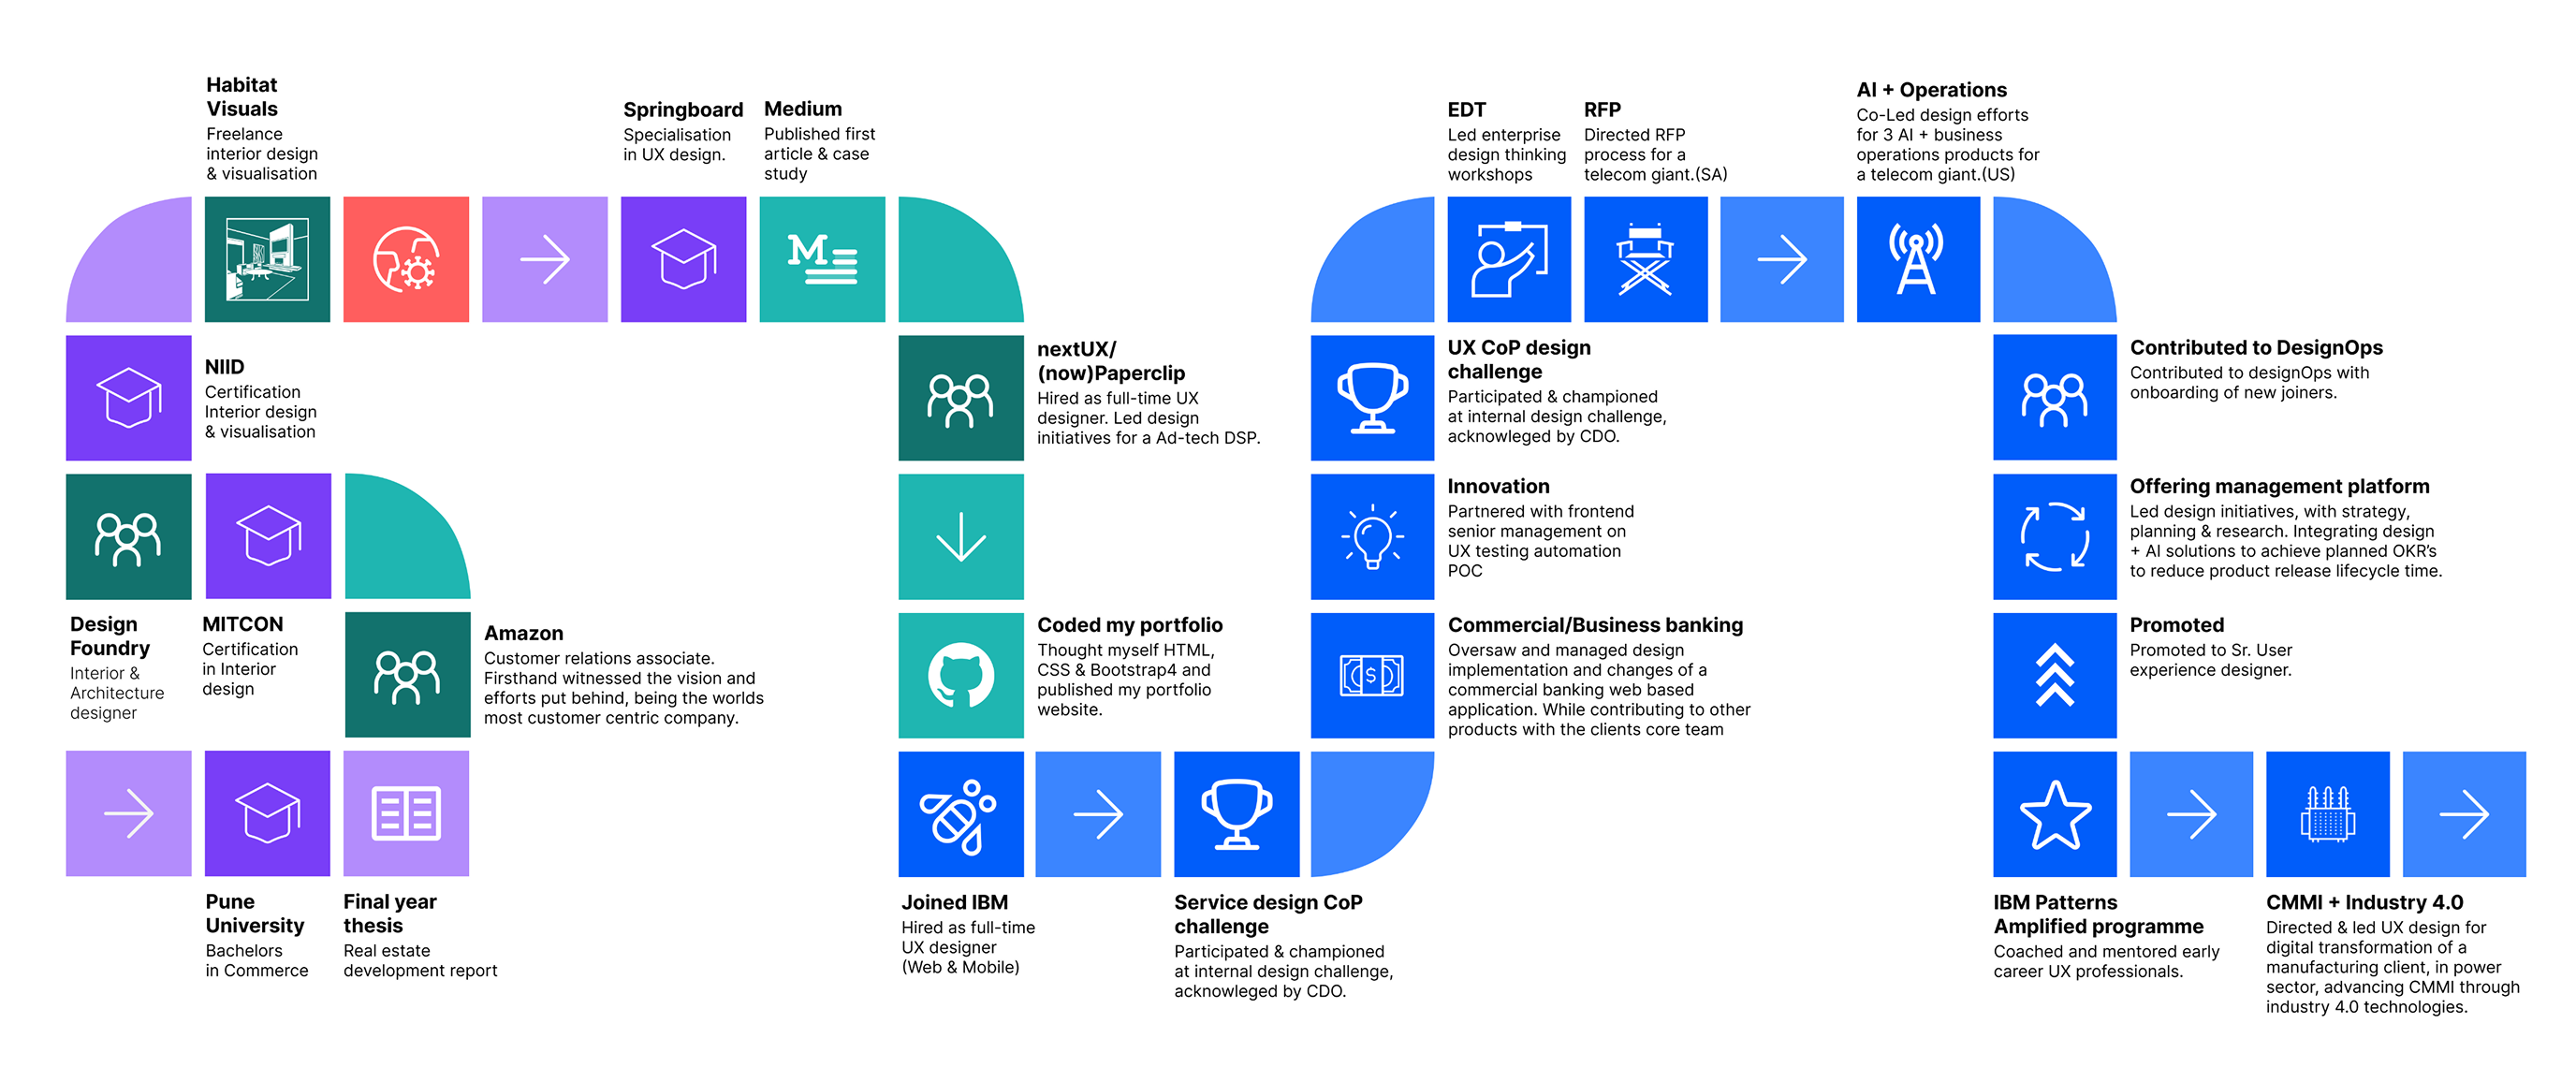 Habitat
Visuals
Freelance
interior design
& visualisation
Springboard
Specialisation
in UX design.
Medium
Published first
article & case
study
M
NIID
Certification
Interior design
& visualisation
Design
Foundry
Interior &
Architecture
designer
MITCON
Certification
in Interior
design
Amazon
Customer relations associate.
Firsthand witnessed the vision and
efforts put behind, being the worlds
most customer centric company.
Pune
University
Bachelors
in Commerce
Final year
thesis
Real estate
development report
nextUX/
(now)Paperclip
Hired as full-time UX
designer. Led design
initiatives for a Ad-tech DSP.
Coded my portfolio
Thought myself HTML,
CSS & Bootstrap4 and
published my portfolio
website.
Joined IBM
Hired as full-time
UX designer
(Web & Mobile)
Service design CoP
challenge
Participated & championed
at internal design challenge,
acknowleged by CDO.
EDT
Led enterprise
design thinking
workshops
RFP
Directed RFP
process for a
telecom giant.(SA)
AI + Operations
Co-Led design efforts
for 3 AI + business
operations products for
a telecom giant.(US)
UX CoP design
challenge
Participated & championed
at internal design challenge,
acknowleged by CDO.
Innovation
Partnered with frontend
senior management on
UX testing automation
POC
$
Commercial/Business banking
Oversaw and managed design
implementation and changes of a
commercial banking web based
application. While contributing to other
products with the clients core team
Contributed to DesignOps
Contributed to designOps with
onboarding of new joiners.
Offering management platform
Led design initiatives, with strategy,
planning & research. Integrating design
+ AI solutions to achieve planned OKR's
to reduce product release lifecycle time.
Promoted
Promoted to Sr. User
experience designer.
IBM Patterns
Amplified programme
Coached and mentored early
career UX professionals.
CMMI + Industry 4.0
Directed & led UX design for
digital transformation of a
manufacturing client, in power
sector, advancing CMMI through
industry 4.0 technologies.